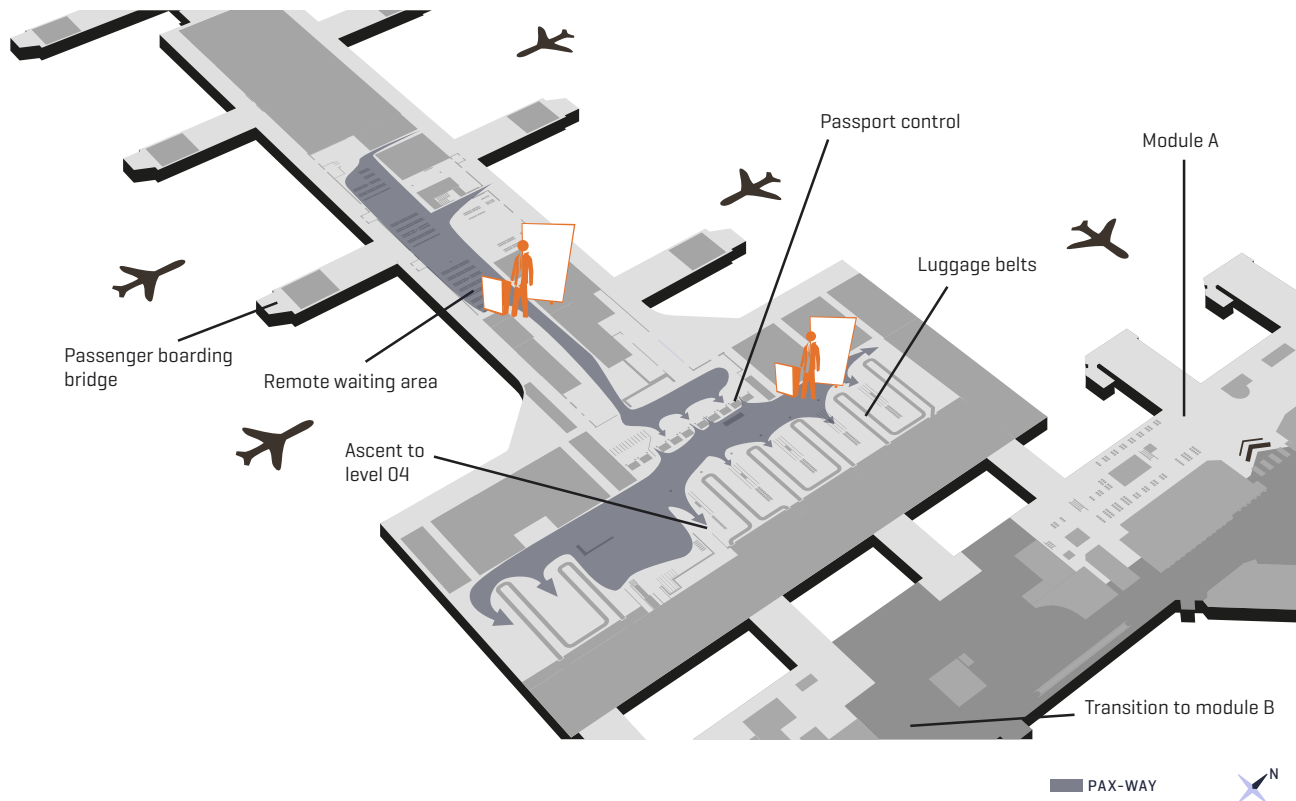 Passport control
Module A
Luggage belts
Passenger boarding
bridge
Remote waiting area
Ascent to
level 04
Transition to module B
PAX-WAY
N